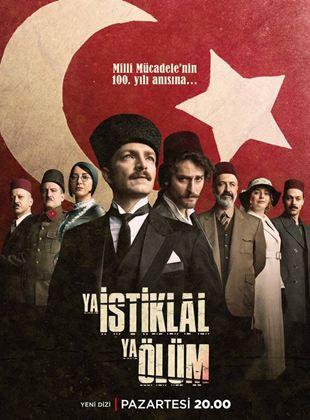 Milli Mücadele'nin
100. yılı anısına...
YA İSTİKLAL
YA ÖLÜM
YENİ DİZİ | PAZARTESİ 20.00